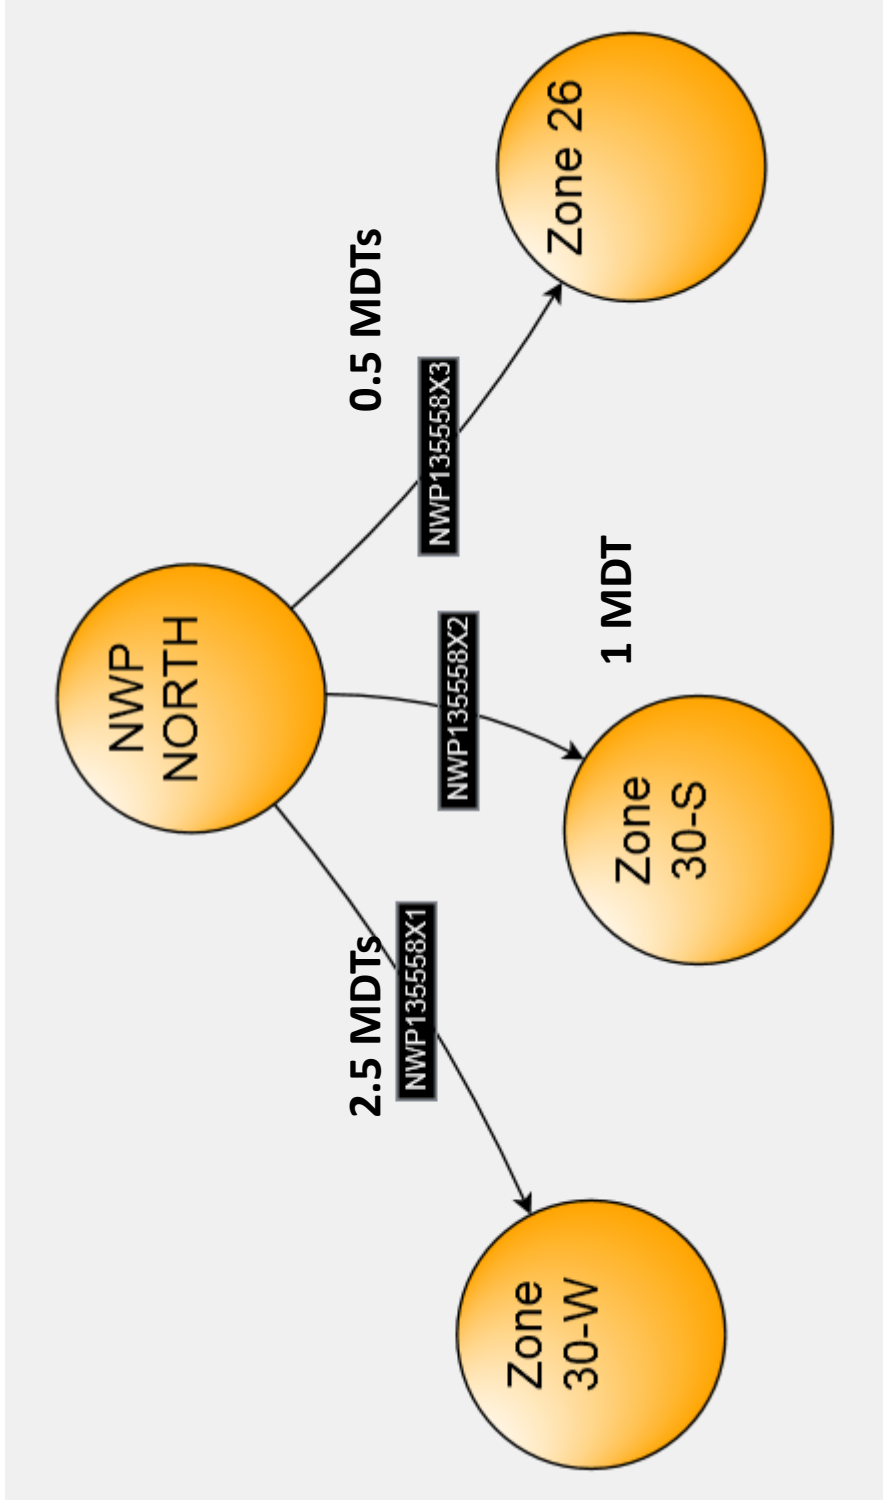 NWP
NORTH
2.5 MDTs
0.5 MDTs
NWP135558X1
NWP135558X2
NWP135558X3
1 MDT
Zone
30-W
Zone
30-S
Zone 26